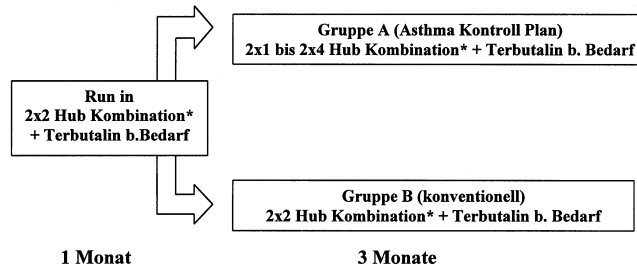 Gruppe A (Asthma Kontroll Plan)
2x1 bis 2x4 Hub Kombination* + Terbutalin b. Bedarf
Run in
2x2 Hub Kombination*
+ Terbutalin b.Bedarf
Gruppe B (konventionell)
2x2 Hub Kombination* + Terbutalin b. Bedarf
1 Monat
3 Monate